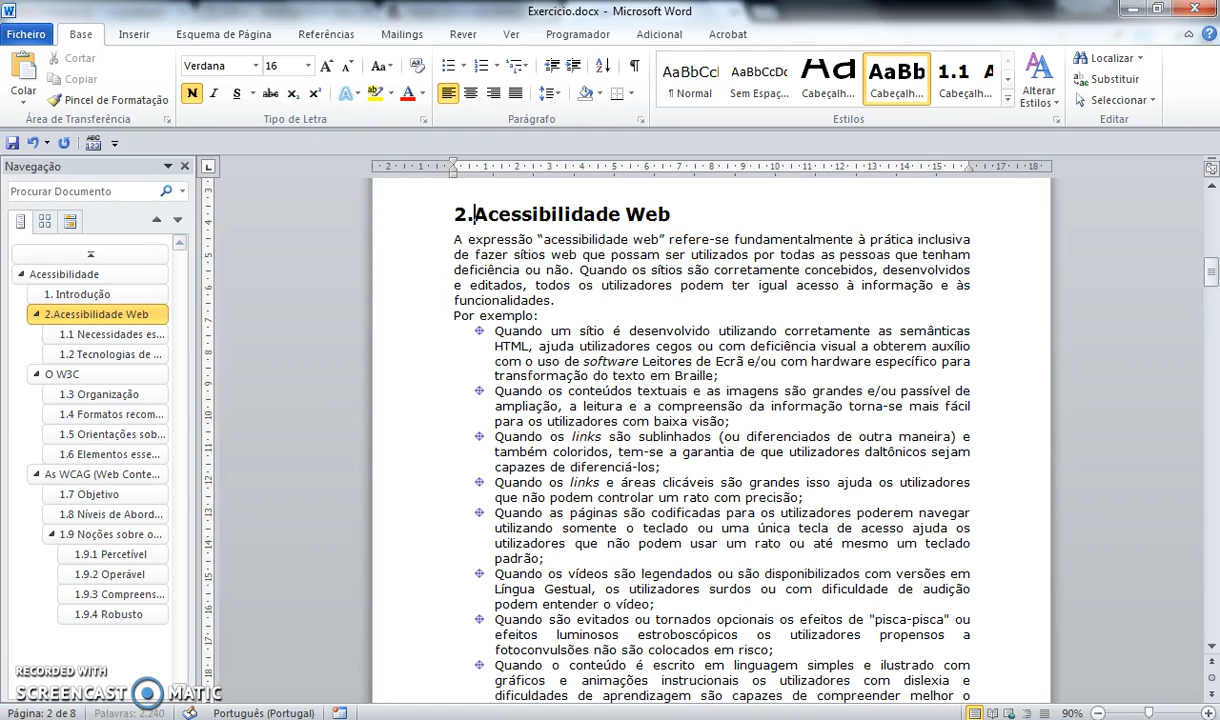 Exercicio.docx - Microsoft Word
Ficheiro Base Inserir Esquema de Página Referências Mailings Rever Ver Programador Adicional Acrobat
Colar
Cortar
Copiar
Pincel de Formatação
Área de Transferência
Verdana 16
N I S abc x₂ x²
Tipo de Letra
Parágrafo
AaBbCcI AaBbCcDc Aad AaBb 1.1 A
¶ Normal Sem Espaç... Cabeçalh... Cabeçalh... Cabeçalh...
Alterar
Estilos
Estilos
Localizar
Substituir
Seleccionar
Editar
Navegação
Procurar Documento
Acessibilidade
1. Introdução
2.Acessibilidade Web
1.1 Necessidades es...
1.2 Tecnologias de ...
O W3C
1.3 Organização
1.4 Formatos recom...
1.5 Orientações sob...
1.6 Elementos esse...
As WCAG (Web Conte...
1.7 Objetivo
1.8 Níveis de Abord...
1.9 Noções sobre o...
1.9.1 Percetível
1.9.2 Operável
1.9.3 Compreens...
1.9.4 Robusto
2.Acessibilidade Web
A expressão “acessibilidade web” refere-se fundamentalmente à prática inclusiva
de fazer sítios web que possam ser utilizados por todas as pessoas que tenham
deficiência ou não. Quando os sítios são corretamente concebidos, desenvolvidos
e editados, todos os utilizadores podem ter igual acesso à informação e às
funcionalidades.
Por exemplo:
Quando um sítio é desenvolvido utilizando corretamente as semânticas
HTML, ajuda utilizadores cegos ou com deficiência visual a obterem auxílio
com o uso de software Leitores de Ecrã e/ou com hardware específico para
transformação do texto em Braille;
Quando os conteúdos textuais e as imagens são grandes e/ou passível de
ampliação, a leitura e a compreensão da informação torna-se mais fácil
para os utilizadores com baixa visão;
Quando os links são sublinhados (ou diferenciados de outra maneira) e
também coloridos, tem-se a garantia de que utilizadores daltônicos sejam
capazes de diferenciá-los;
Quando os links e áreas clicáveis são grandes isso ajuda os utilizadores
que não podem controlar um rato com precisão;
Quando as páginas são codificadas para os utilizadores poderem navegar
utilizando somente o teclado ou uma única tecla de acesso ajuda os
utilizadores que não podem usar um rato ou até mesmo um teclado
padrão;
Quando os vídeos são legendados ou são disponibilizados com versões em
Língua Gestual, os utilizadores surdos ou com dificuldade de audição
podem entender o vídeo;
Quando são evitados ou tornados opcionais os efeitos de "pisca-pisca" ou
efeitos luminosos estroboscópicos os utilizadores propensos a
fotoconvulsões não são colocados em risco;
Quando o conteúdo é escrito em linguagem simples e ilustrado com
gráficos e animações instrucionais os utilizadores com dislexia e
dificuldades de aprendizagem são capazes de compreender melhor o
RECORDED WITH
SCREENCAST MATIC
Página: 2 de 8 Palavras: 2.240 Português (Portugal) 90%